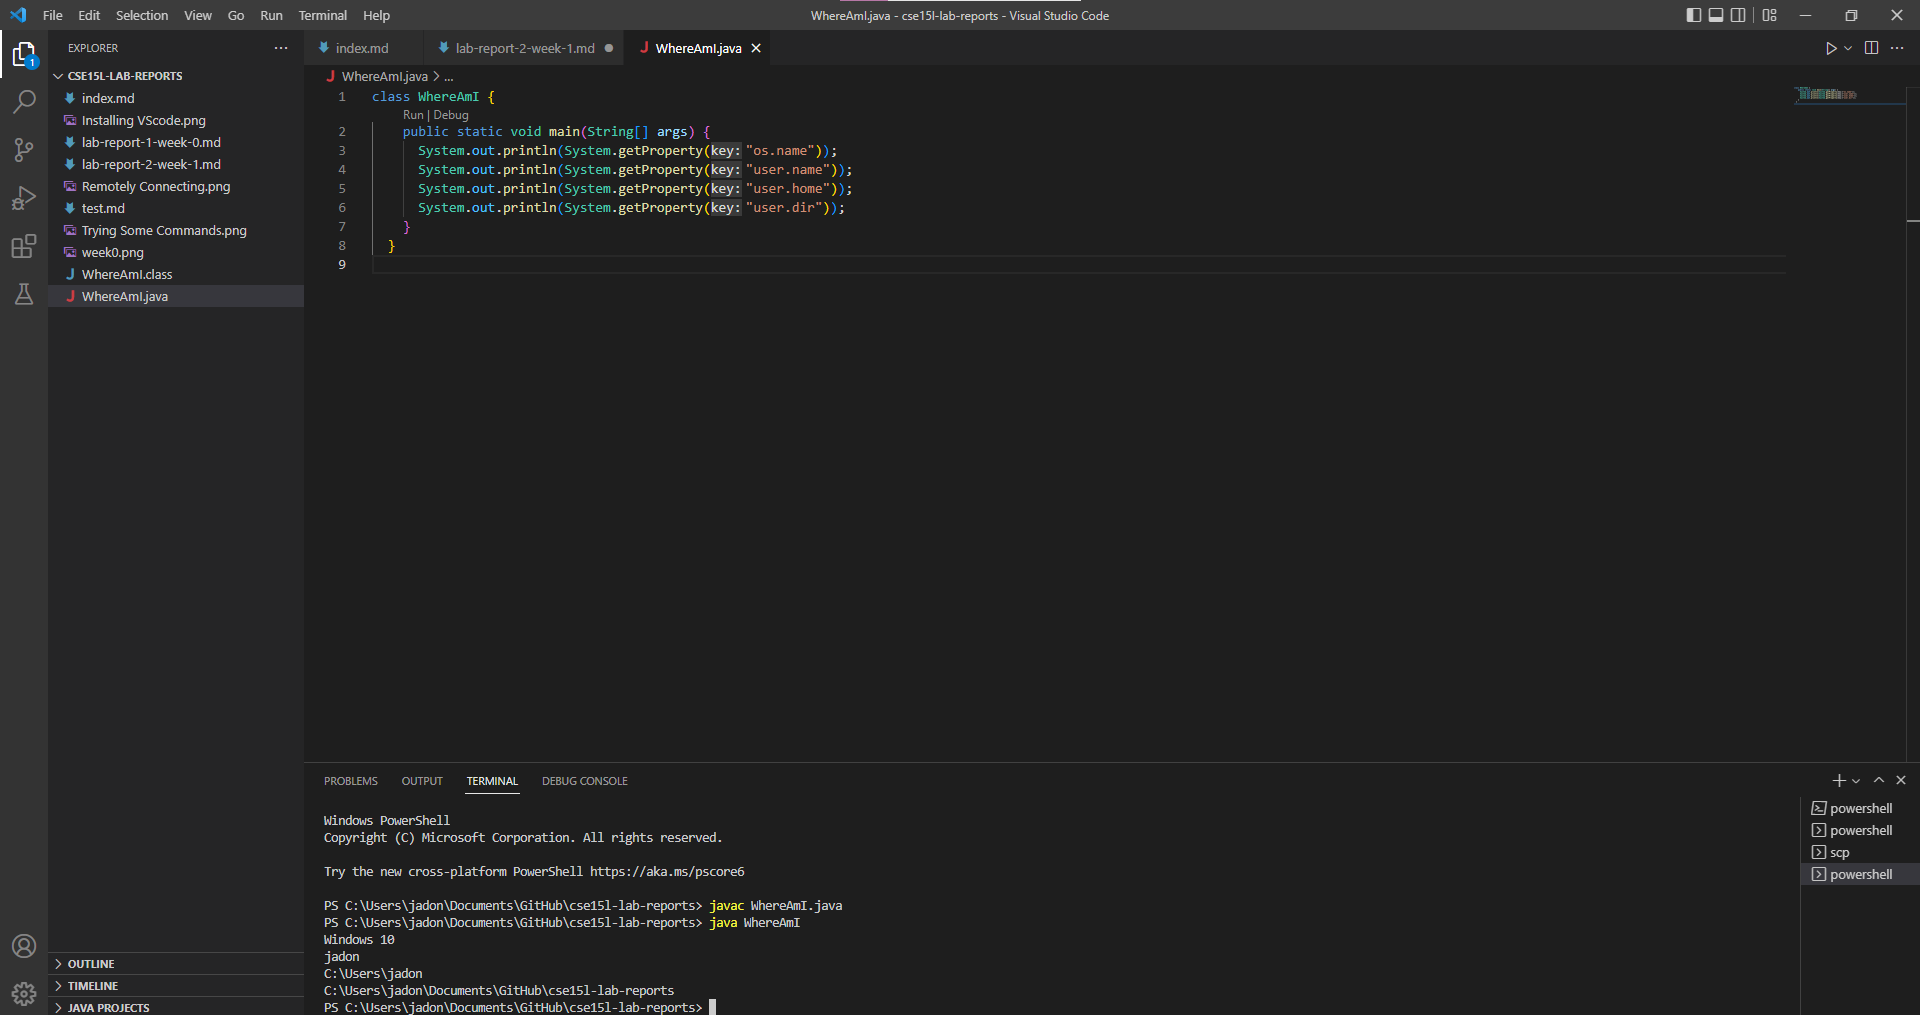 File Edit Selection View Go Run Terminal Help
WhereAmI.java - cse15l-lab-reports - Visual Studio Code
1
EXPLORER
CSE15L-LAB-REPORTS
index.md
Installing VScode.png
lab-report-1-week-0.md
lab-report-2-week-1.md
Remotely Connecting.png
test.md
Trying Some Commands.png
week0.png
WhereAmI.class
WhereAmI.java
OUTLINE
TIMELINE
JAVA PROJECTS
index.md
lab-report-2-week-1.md
WhereAmI.java
WhereAmI.java > ...
1 class WhereAmI {
Run | Debug
2 public static void main(String[] args) {
3 System.out.println(System.getProperty(key: "os.name"));
4 System.out.println(System.getProperty(key: "user.name"));
5 System.out.println(System.getProperty(key: "user.home"));
6 System.out.println(System.getProperty(key: "user.dir"));
7 }
8 }
9
PROBLEMS OUTPUT TERMINAL DEBUG CONSOLE
Windows PowerShell
Copyright (C) Microsoft Corporation. All rights reserved.
Try the new cross-platform PowerShell https://aka.ms/pscore6
PS C:\Users\jadon\Documents\GitHub\cse15l-lab-reports> javac WhereAmI.java
PS C:\Users\jadon\Documents\GitHub\cse15l-lab-reports> java WhereAmI
Windows 10
jadon
C:\Users\jadon
C:\Users\jadon\Documents\GitHub\cse15l-lab-reports
PS C:\Users\jadon\Documents\GitHub\cse15l-lab-reports>
powershell
powershell
scp
powershell